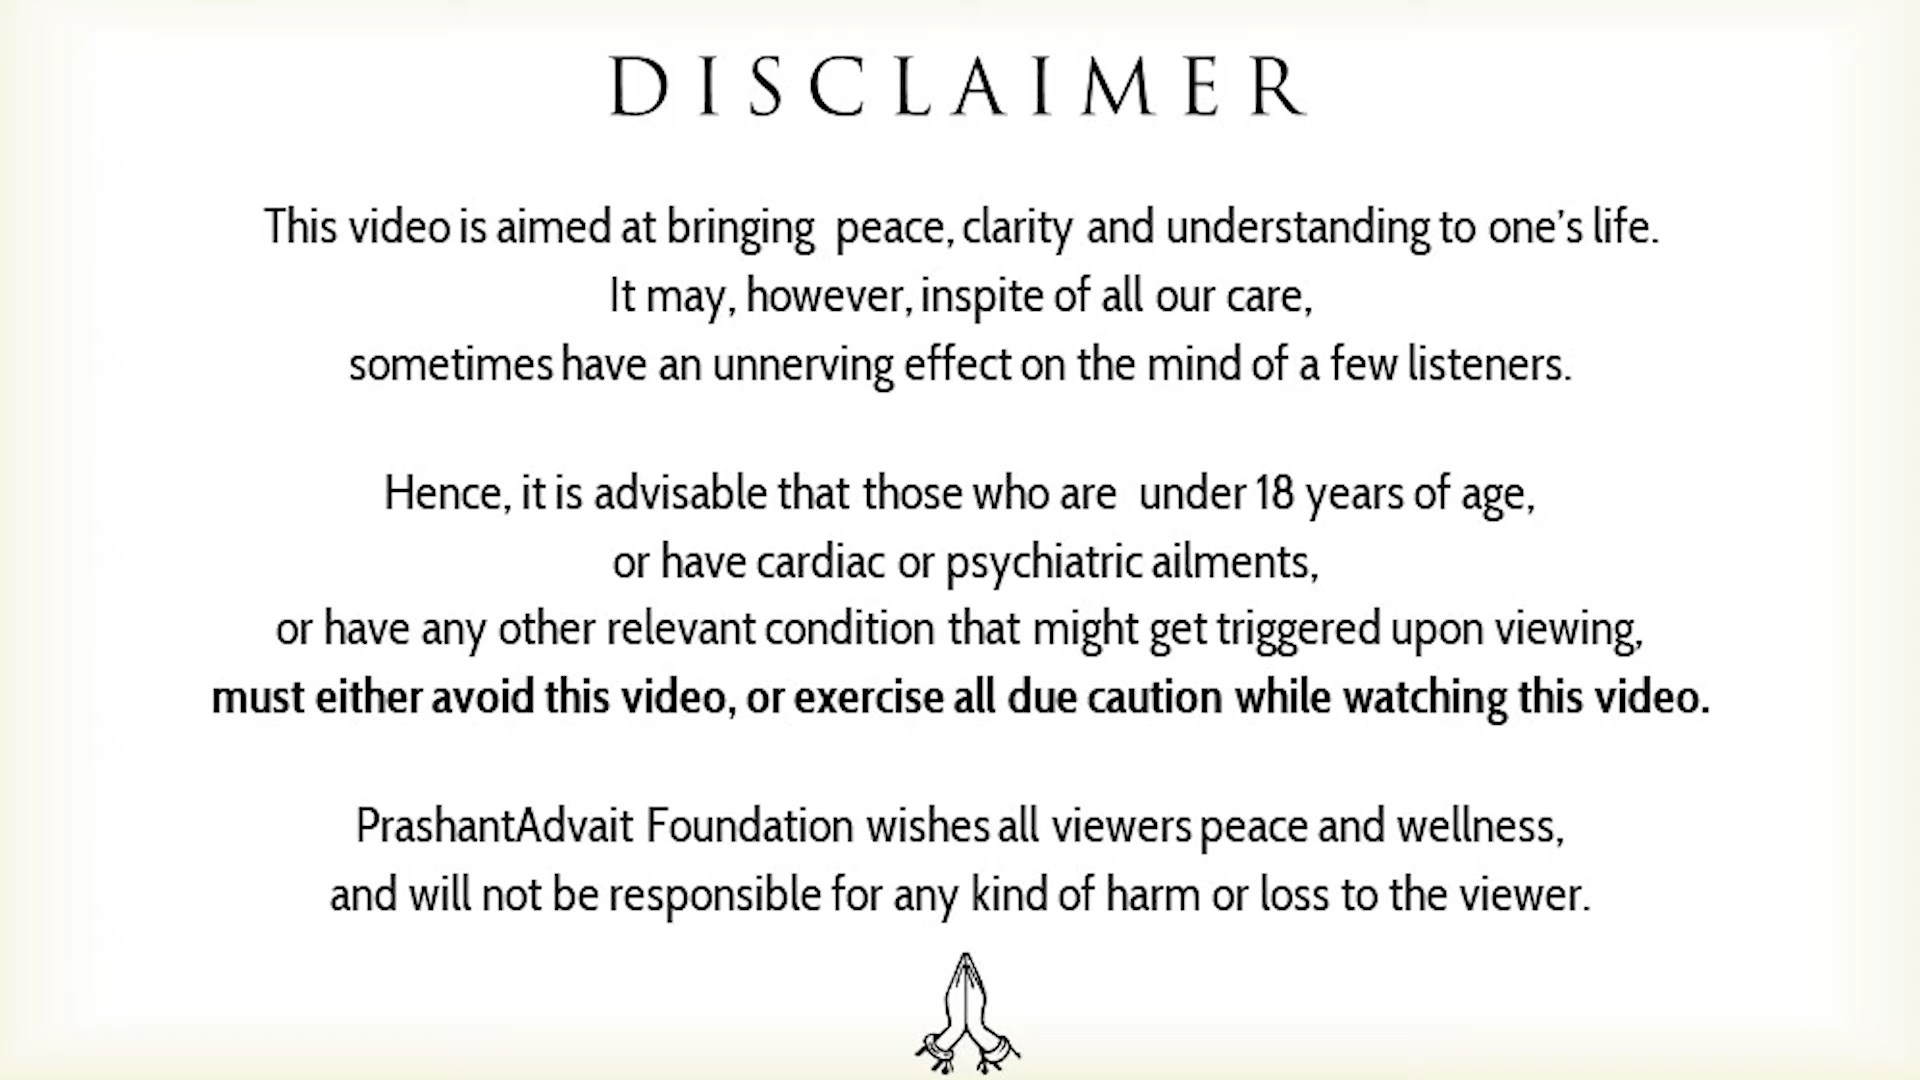 DISCLAIMER
This video is aimed at bringing peace, clarity and understanding to one's life.
It may, however, inspite of all our care,
sometimes have an unnerving effect on the mind of a few listeners.
Hence, it is advisable that those who are under 18 years of age,
or have cardiac or psychiatric ailments,
or have any other relevant condition that might get triggered upon viewing,
must either avoid this video, or exercise all due caution while watching this video.
PrashantAdvait Foundation wishes all viewers peace and wellness,
and will not be responsible for any kind of harm or loss to the viewer.